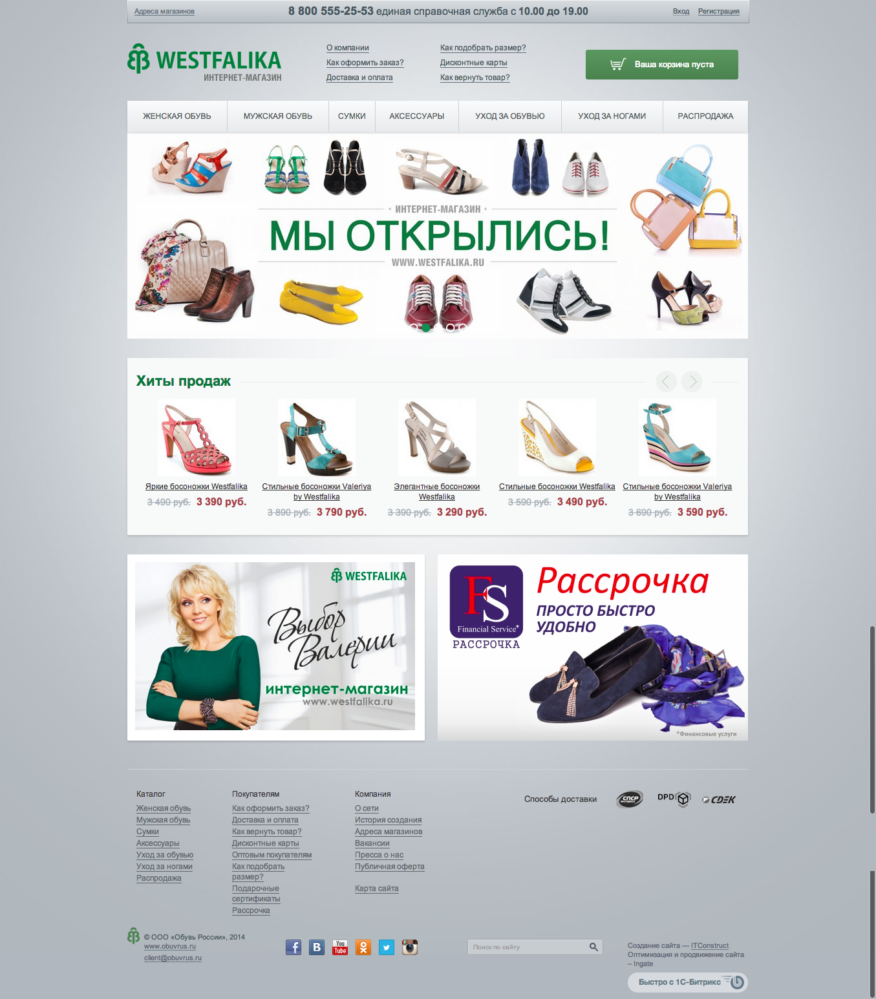 Адреса магазинов
8 800 555-25-53 единая справочная служба с 10.00 до 19.00
Вход Регистрация
WESTFALIKA
ИНТЕРНЕТ-МАГАЗИН
О компании
Как оформить заказ?
Доставка и оплата
Как подобрать размер?
Дисконтные карты
Как вернуть товар?
Ваша корзина пуста
ЖЕНСКАЯ ОБУВЬ МУЖСКАЯ ОБУВЬ СУМКИ АКСЕССУАРЫ УХОД ЗА ОБУВЬЮ УХОД ЗА НОГАМИ РАСПРОДАЖА
• ИНТЕРНЕТ-МАГАЗИН •
МЫ ОТКРЫЛИСЬ!
WWW.WESTFALIKA.RU
Хиты продаж
Яркие босоножки Westfalika
3 490 руб. 3 390 руб.
Стильные босоножки Valeriya
by Westfalika
3 890 руб. 3 790 руб.
Элегантные босоножки
Westfalika
3 390 руб. 3 290 руб.
Стильные босоножки Westfalika
3 590 руб. 3 490 руб.
Стильные босоножки Valeriya
by Westfalika
3 690 руб. 3 590 руб.
WESTFALIKA
Выбор
Валерии
интернет-магазин
www.westfalika.ru
FS
Financial Service*
РАССРОЧКА
Рассрочка
ПРОСТО БЫСТРО
УДОБНО
*Финансовые услуги
Каталог
Женская обувь
Мужская обувь
Сумки
Аксессуары
Уход за обувью
Уход за ногами
Распродажа
Покупателям
Как оформить заказ?
Доставка и оплата
Как вернуть товар?
Дисконтные карты
Оптовым покупателям
Как подобрать
размер?
Подарочные
сертификаты
Рассрочка
Компания
О сети
История создания
Адреса магазинов
Вакансии
Пресса о нас
Публичная оферта
Карта сайта
Способы доставки
СПСР
ЭКСПРЕСС
DPD
CDEK
© ООО «Обувь России», 2014
www.obuvrus.ru
client@obuvrus.ru
You
Tube
Поиск по сайту
Создание сайта — ITConstruct
Оптимизация и продвижение сайта
– Ingate
Быстро с 1С-Битрикс